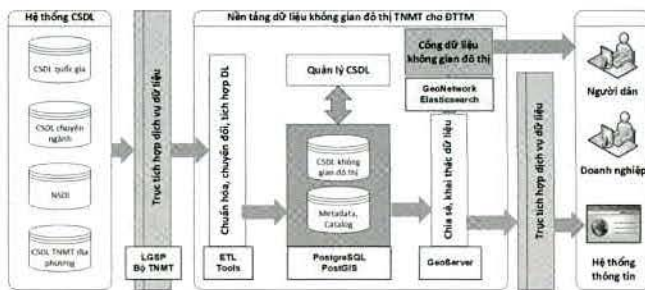 Hệ thống CSDL
CSDL quốc gia
CSDL chuyên
ngành
NSDI
CSDL TNMT địa
phương
Trục tích hợp dịch vụ dữ liệu
LGSP
Bộ TNMT
Nền tảng dữ liệu không gian đô thị TNMT cho ĐTTM
Chuẩn hóa, chuyển đổi, tích hợp DL
ETL
Tools
Quản lý CSDL
CSDL không
gian đô thị
Metadata,
Catalog
PostgreSQL
PostGIS
Cổng dữ liệu
không gian đô thị
GeoNetwork
Elasticsearch
Chia sẻ, khai thác dữ liệu
GeoServer
Trục tích hợp dịch vụ dữ liệu
Người dân
Doanh nghiệp
Hệ thống
thông tin